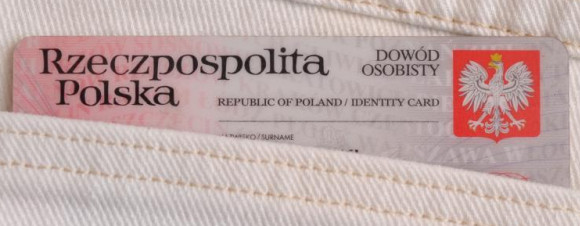 Rzeczpospolita
Polska
DOWÓD
OSOBISTY
REPUBLIC OF POLAND / IDENTITY CARD
/ SURNAME